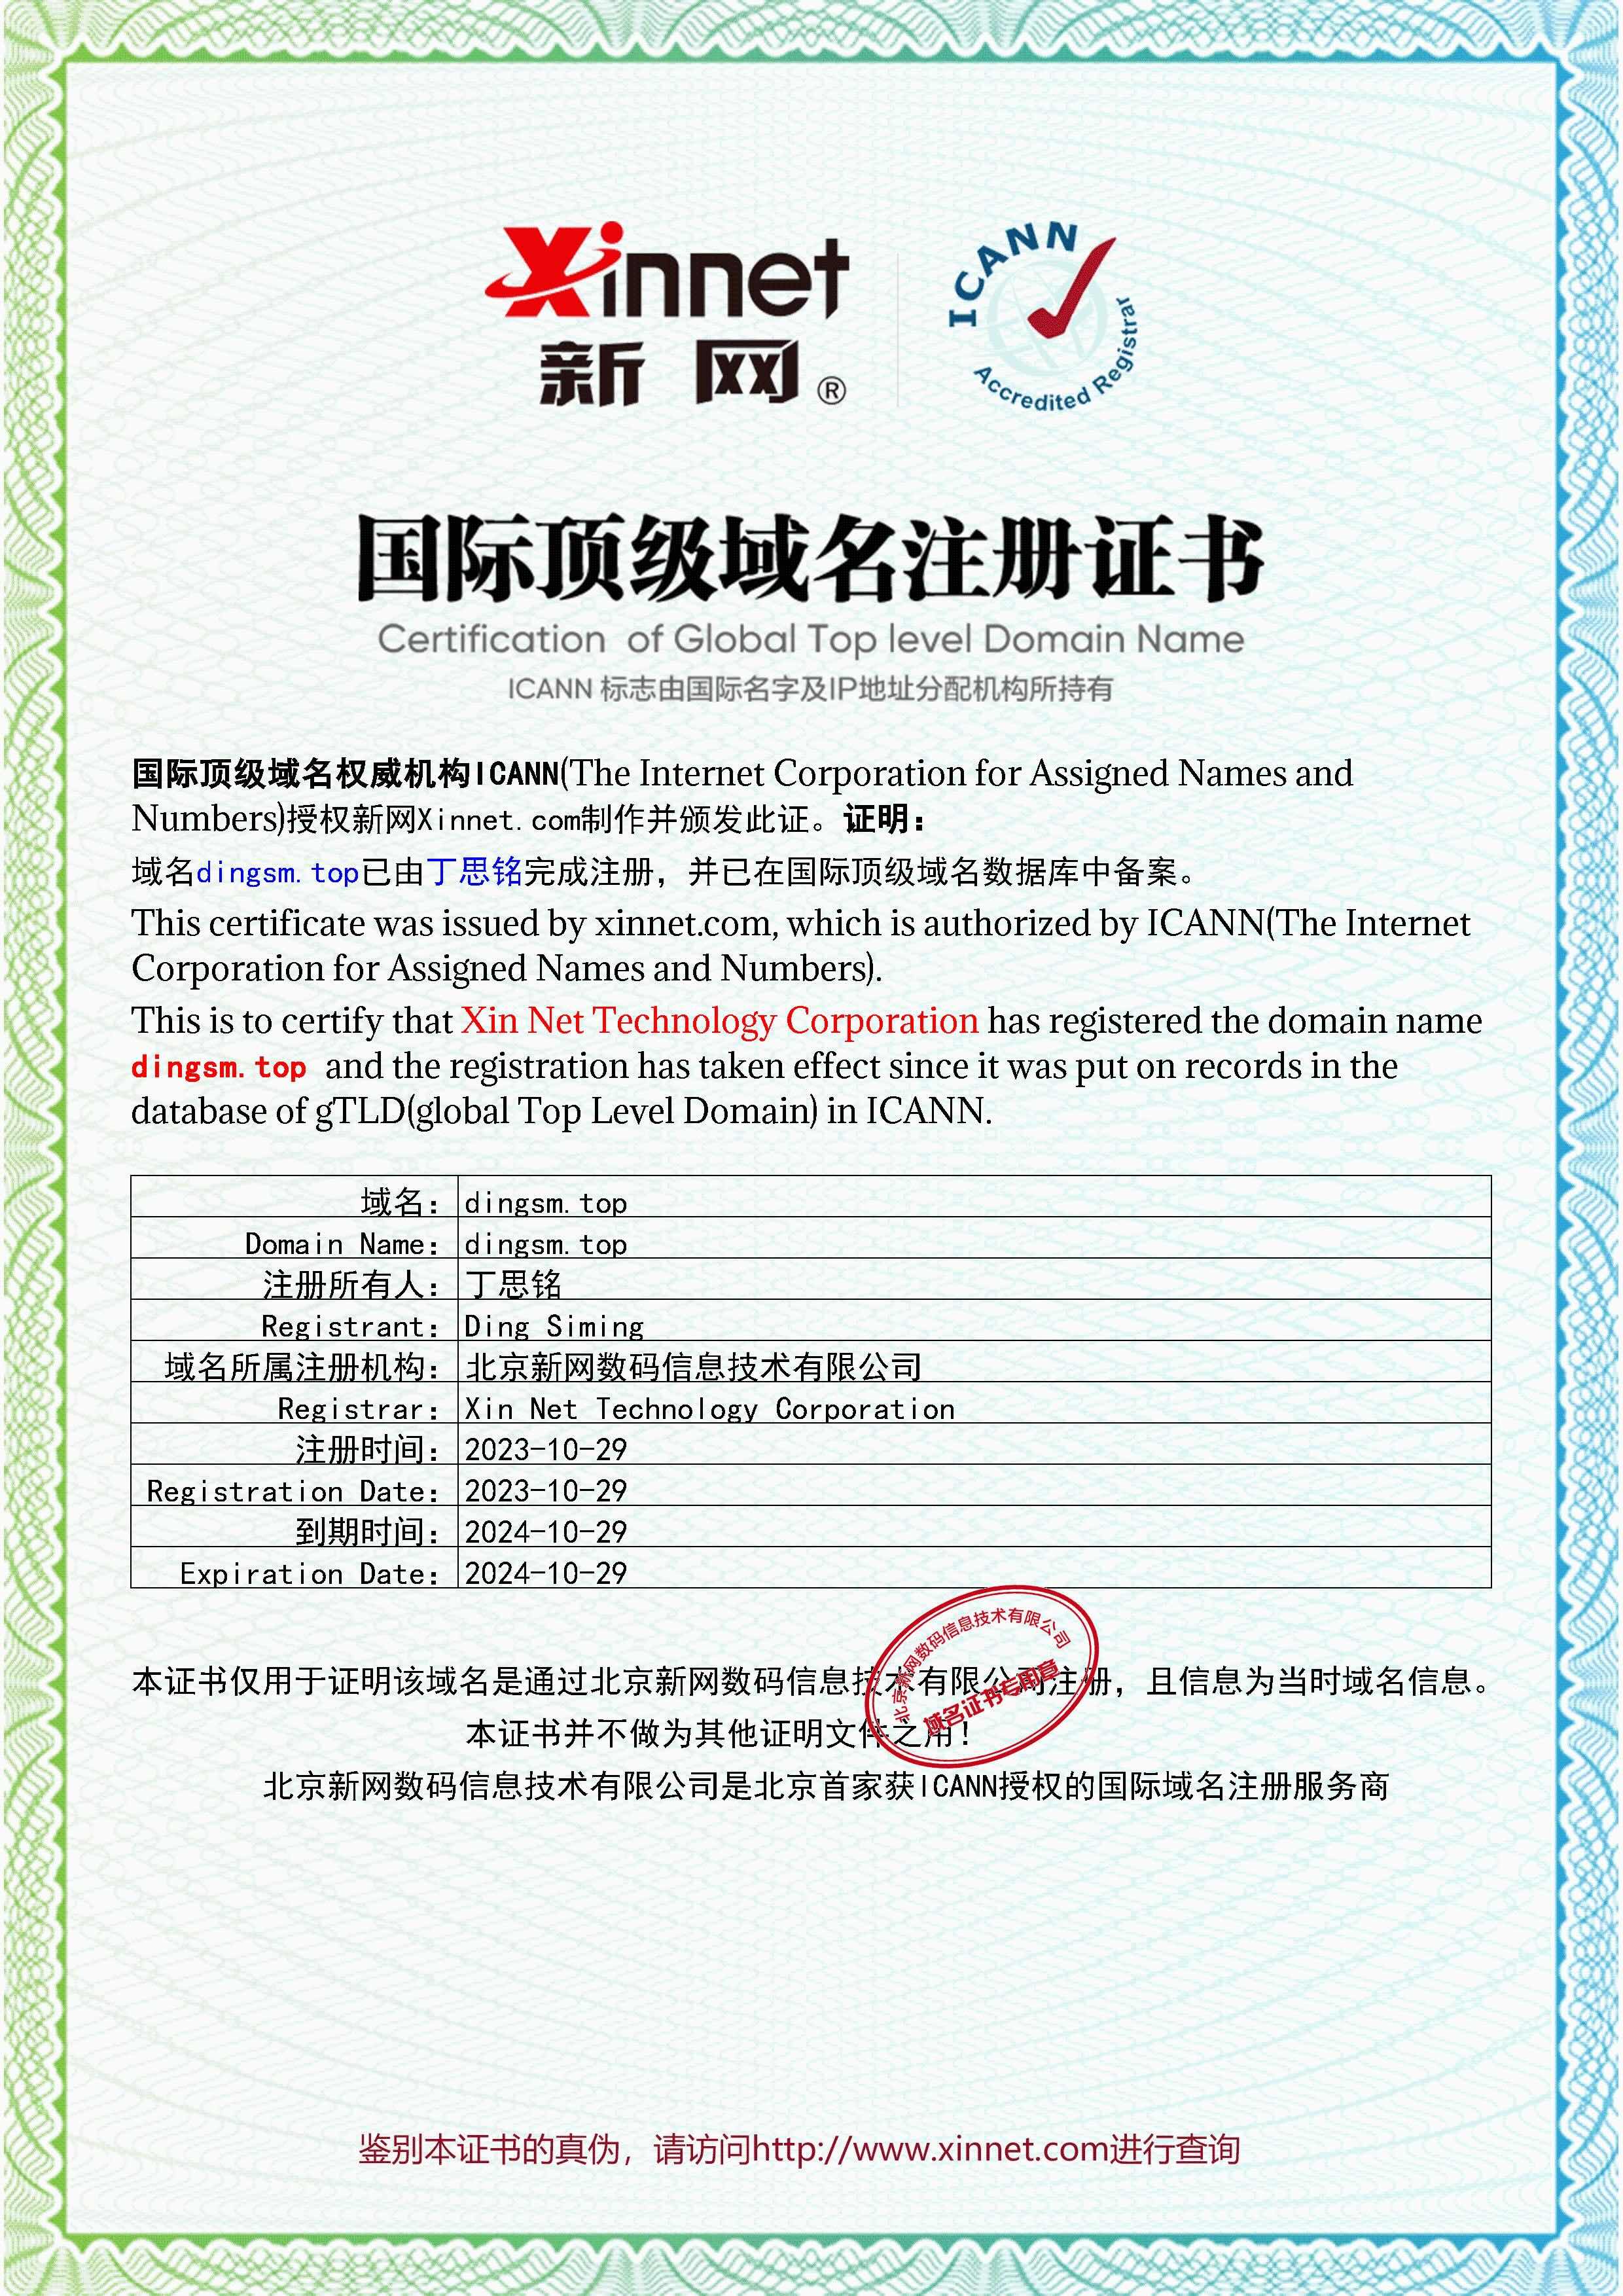 Xinnet
新网®
ICANN
Accredited Registrar
国际顶级域名注册证书
Certification of Global Top level Domain Name
ICANN 标志由国际名字及IP地址分配机构所持有
国际顶级域名权威机构ICANN(The Internet Corporation for Assigned Names and
Numbers)授权新网Xinnet.com制作并颁发此证。证明：
域名dingsm.top已由丁思铭完成注册，并已在国际顶级域名数据库中备案。
This certificate was issued by xinnet.com, which is authorized by ICANN(The Internet
Corporation for Assigned Names and Numbers).
This is to certify that Xin Net Technology Corporation has registered the domain name
dingsm.top and the registration has taken effect since it was put on records in the
database of gTLD(global Top Level Domain) in ICANN.
域名： dingsm.top
Domain Name： dingsm.top
注册所有人： 丁思铭
Registrant： Ding Siming
域名所属注册机构： 北京新网数码信息技术有限公司
Registrar： Xin Net Technology Corporation
注册时间： 2023-10-29
Registration Date： 2023-10-29
到期时间： 2024-10-29
Expiration Date： 2024-10-29
北京新网数码信息技术有限公司
域名证书专用章
本证书仅用于证明该域名是通过北京新网数码信息技术有限公司注册，且信息为当时域名信息。
本证书并不做为其他证明文件之用！
北京新网数码信息技术有限公司是北京首家获ICANN授权的国际域名注册服务商
鉴别本证书的真伪，请访问http://www.xinnet.com进行查询